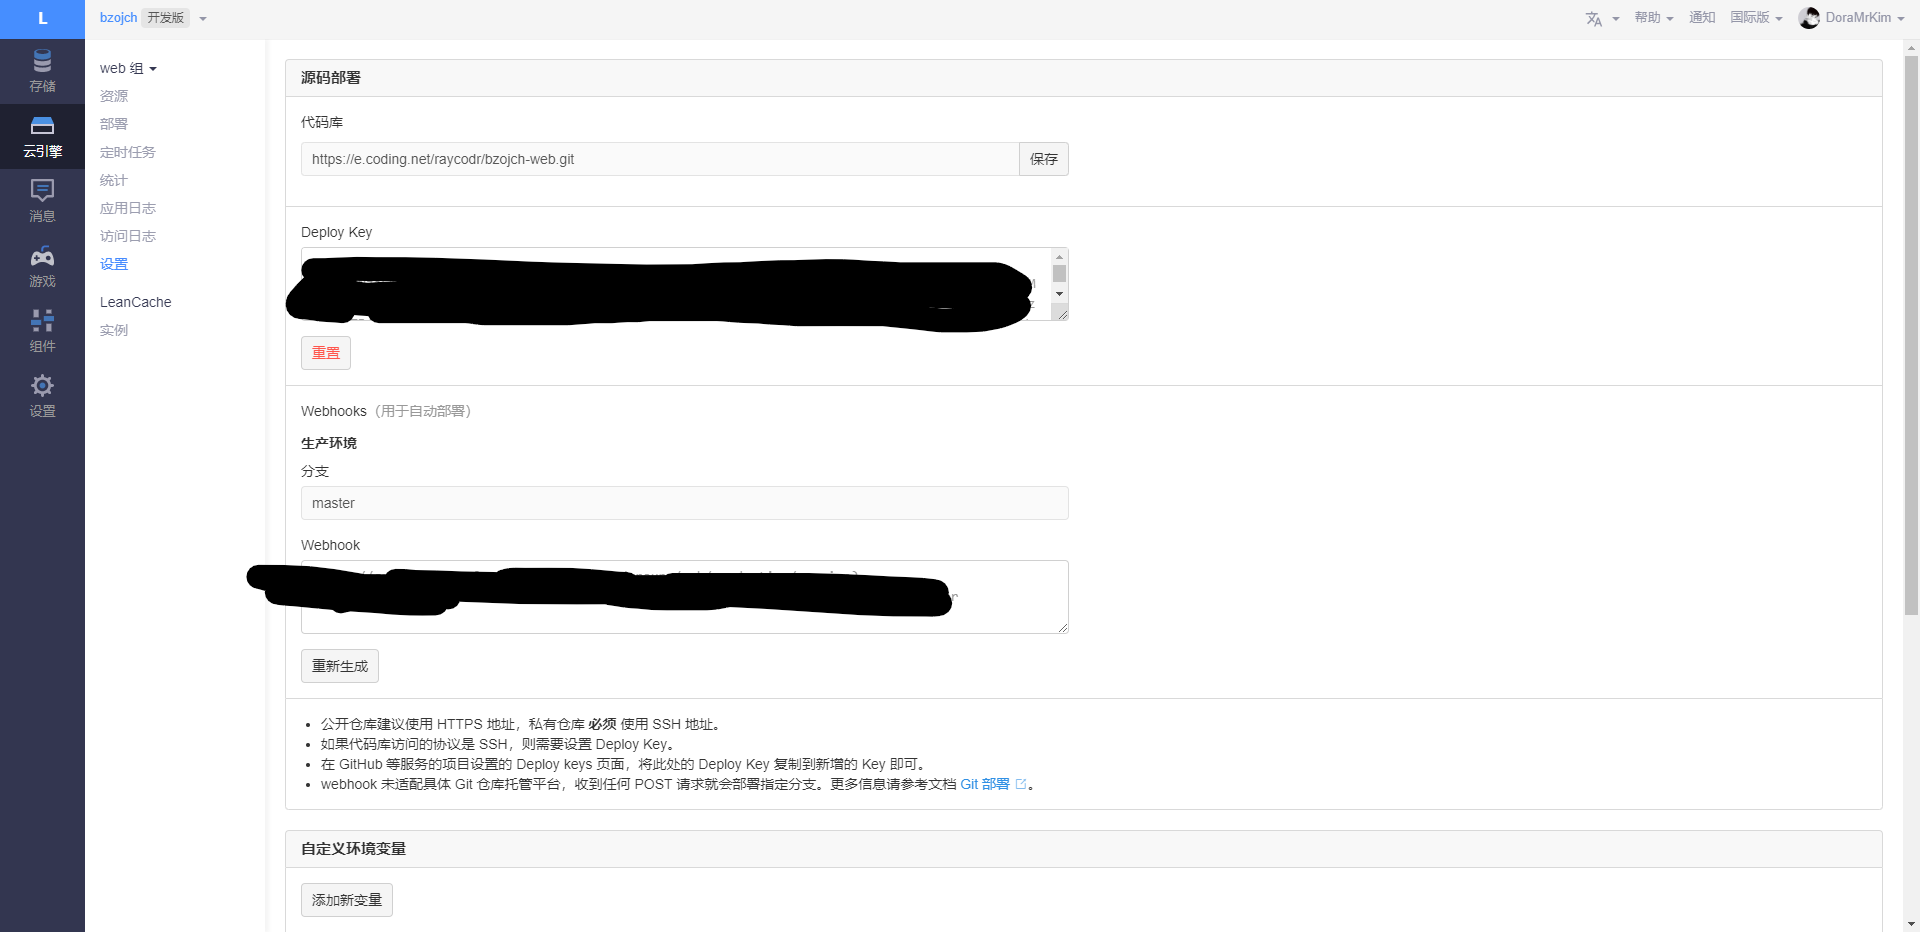 L
bzojch 开发版
帮助
通知
国际版
DoraMrKim
存储
云引擎
消息
游戏
组件
设置
web 组
资源
部署
定时任务
统计
应用日志
访问日志
设置
LeanCache
实例
源码部署
代码库
https://e.coding.net/raycodr/bzojch-web.git
保存
Deploy Key
重置
Webhooks（用于自动部署）
生产环境
分支
master
Webhook
重新生成
公开仓库建议使用 HTTPS 地址，私有仓库 必须 使用 SSH 地址。
如果代码库访问的协议是 SSH，则需要设置 Deploy Key。
在 GitHub 等服务的项目设置的 Deploy keys 页面，将此处的 Deploy Key 复制到新增的 Key 即可。
webhook 未适配具体 Git 仓库托管平台，收到任何 POST 请求就会部署指定分支。更多信息请参考文档 Git 部署。
自定义环境变量
添加新变量